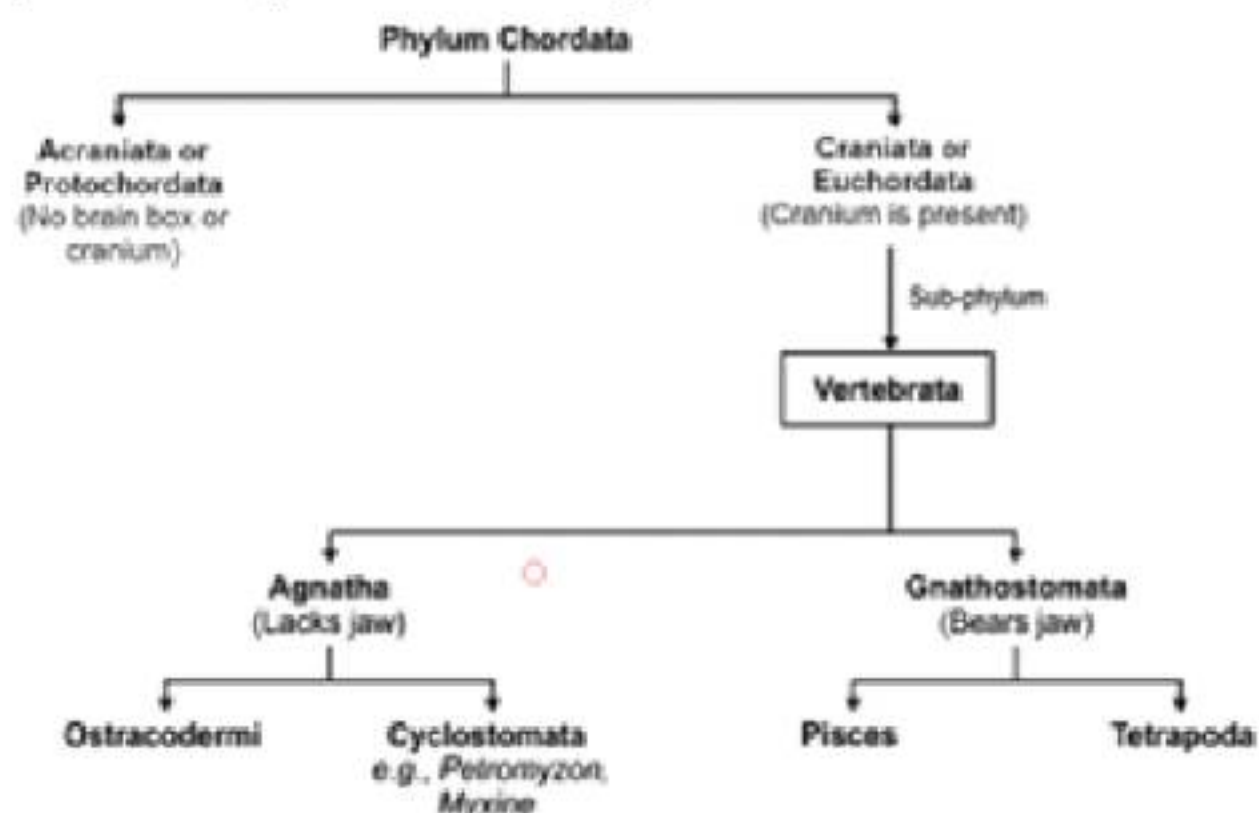 Phylum Chordata
Acraniata or
Protochordata
(No brain box or
cranium)
Craniata or
Euchordata
(Cranium is present)
Sub-phylum
Vertebrata
Agnatha
(Lacks jaw)
Gnathostomata
(Bears jaw)
Ostracodermi
Cyclostomata
e.g., Petromyzon,
Myxine
Pisces
Tetrapoda